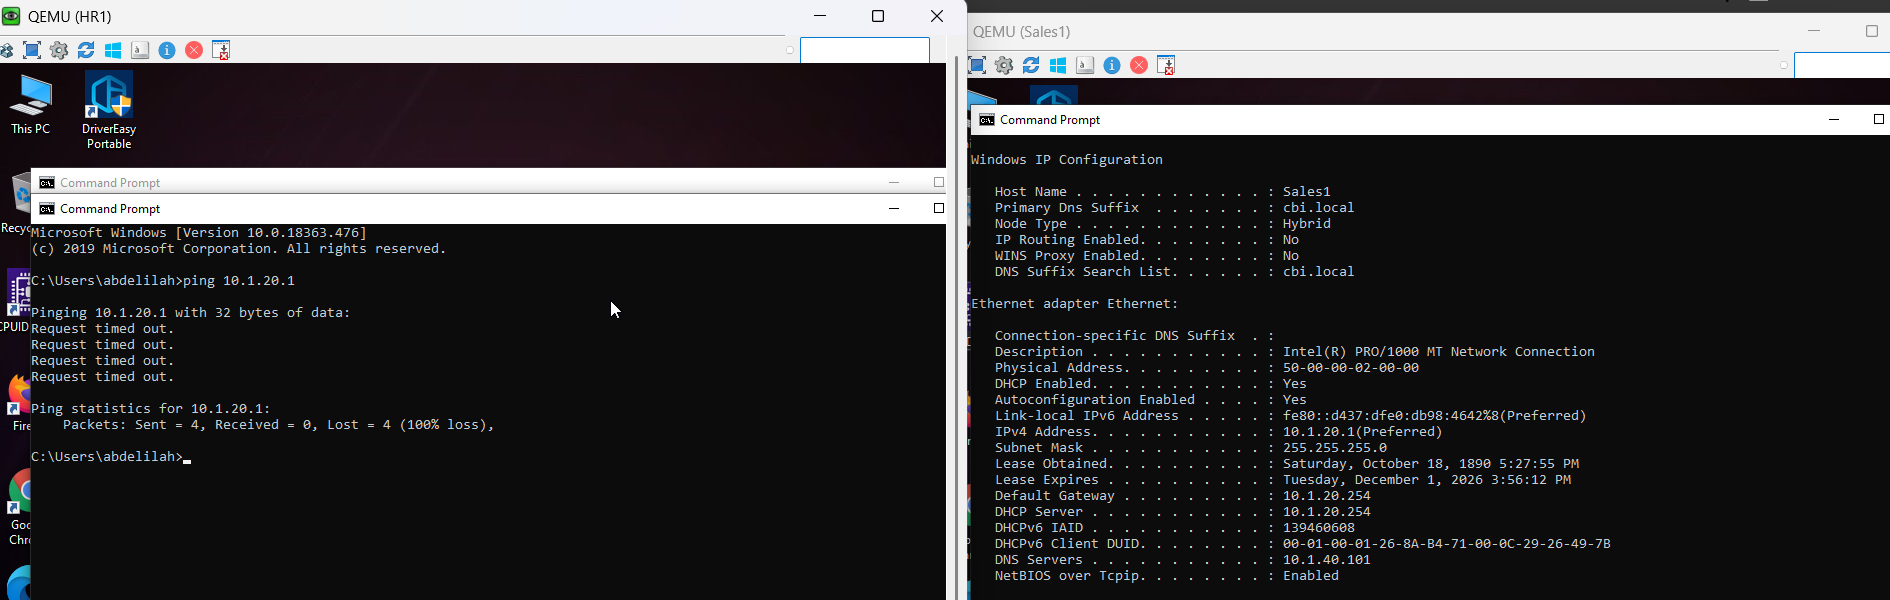 QEMU (HR1)
This PC
DriverEasy
Portable
Command Prompt
Command Prompt
Microsoft Windows [Version 10.0.18363.476]
(c) 2019 Microsoft Corporation. All rights reserved.
C:\Users\abdelilah>ping 10.1.20.1
Pinging 10.1.20.1 with 32 bytes of data:
Request timed out.
Request timed out.
Request timed out.
Request timed out.
Ping statistics for 10.1.20.1:
Packets: Sent = 4, Received = 0, Lost = 4 (100% loss),
C:\Users\abdelilah>
Recyc
CPUID
Fire
Goo
Chr
QEMU (Sales1)
Command Prompt
Windows IP Configuration
Host Name . . . . . . . . . . . . : Sales1
Primary Dns Suffix  . . . . . . . : cbi.local
Node Type . . . . . . . . . . . . : Hybrid
IP Routing Enabled. . . . . . . . : No
WINS Proxy Enabled. . . . . . . . : No
DNS Suffix Search List. . . . . . : cbi.local
Ethernet adapter Ethernet:
Connection-specific DNS Suffix  . :
Description . . . . . . . . . . . : Intel(R) PRO/1000 MT Network Connection
Physical Address. . . . . . . . . : 50-00-00-02-00-00
DHCP Enabled. . . . . . . . . . . : Yes
Autoconfiguration Enabled . . . . : Yes
Link-local IPv6 Address . . . . . : fe80::d437:dfe0:db98:4642%8(Preferred)
IPv4 Address. . . . . . . . . . . : 10.1.20.1(Preferred)
Subnet Mask . . . . . . . . . . . : 255.255.255.0
Lease Obtained. . . . . . . . . . : Saturday, October 18, 1890 5:27:55 PM
Lease Expires . . . . . . . . . . : Tuesday, December 1, 2026 3:56:12 PM
Default Gateway . . . . . . . . . : 10.1.20.254
DHCP Server . . . . . . . . . . . : 10.1.20.254
DHCPv6 IAID . . . . . . . . . . . : 139460608
DHCPv6 Client DUID. . . . . . . . : 00-01-00-01-26-8A-B4-71-00-0C-29-26-49-7B
DNS Servers . . . . . . . . . . . : 10.1.40.101
NetBIOS over Tcpip. . . . . . . . : Enabled